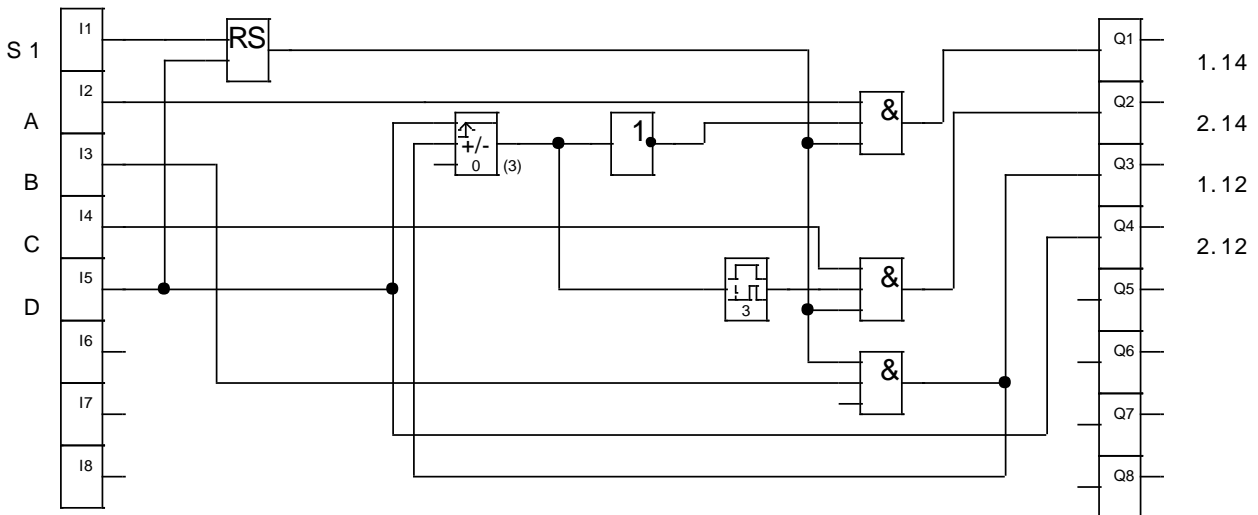 S 1
A
B
C
D
I1
I2
I3
I4
I5
I6
I7
I8
RS
+/-
0
(3)
1
3
&
&
&
Q1
Q2
Q3
Q4
Q5
Q6
Q7
Q8
1.14
2.14
1.12
2.12